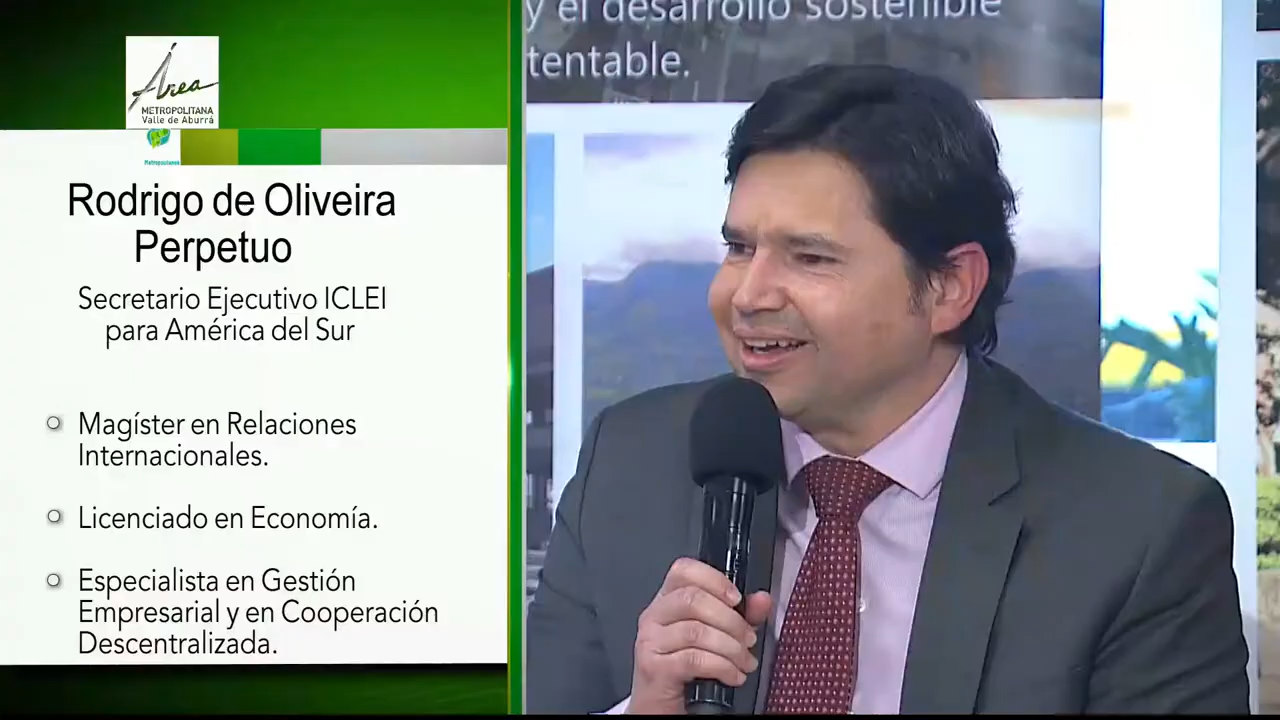 Área
METROPOLITANA
Valle de Aburrá
Metropolitanos
Rodrigo de Oliveira
Perpetuo
Secretario Ejecutivo ICLEI
para América del Sur
Magíster en Relaciones
Internacionales.
Licenciado en Economía.
Especialista en Gestión
Empresarial y en Cooperación
Descentralizada.
y el desarrollo sostenible
tentable.